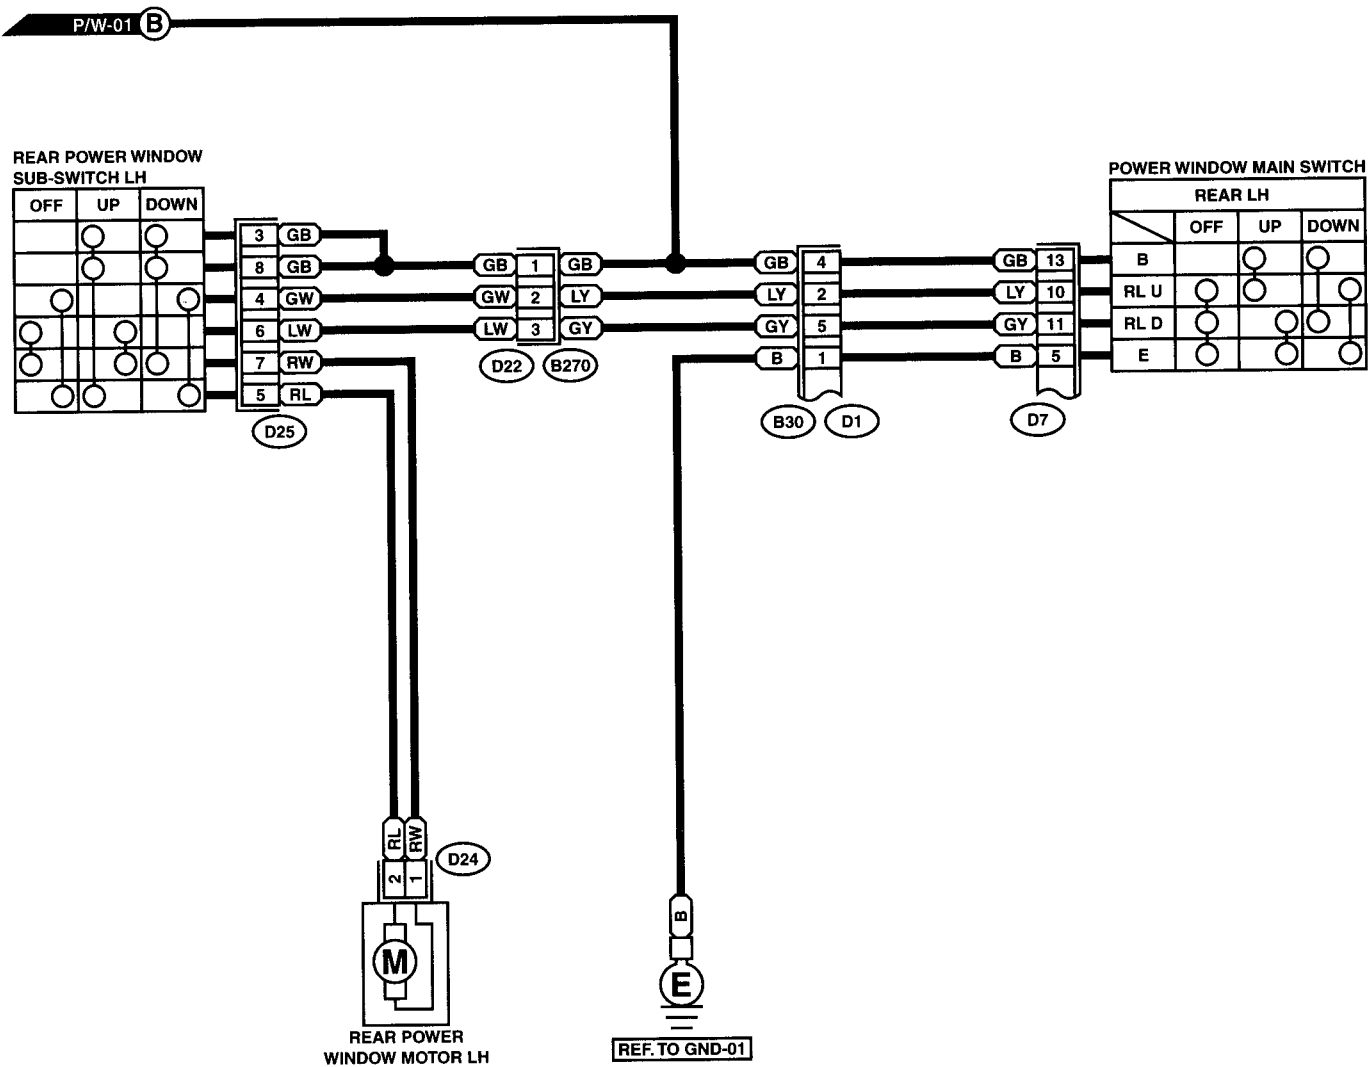 P/W-01 B
REAR POWER WINDOW
SUB-SWITCH LH
OFF UP DOWN
3 GB
8 GB
4 GW
6 LW
7 RW
5 RL
D25
GB 1 GB
GW 2 LY
LW 3 GY
D22 B270
GB 4
LY 2
GY 5
B 1
B30 D1
GB 13
LY 10
GY 11
B 5
D7
POWER WINDOW MAIN SWITCH
REAR LH
OFF UP DOWN
B
RL U
RL D
E
RL RW
2 1
D24
M
REAR POWER
WINDOW MOTOR LH
B
E
REF. TO GND-01